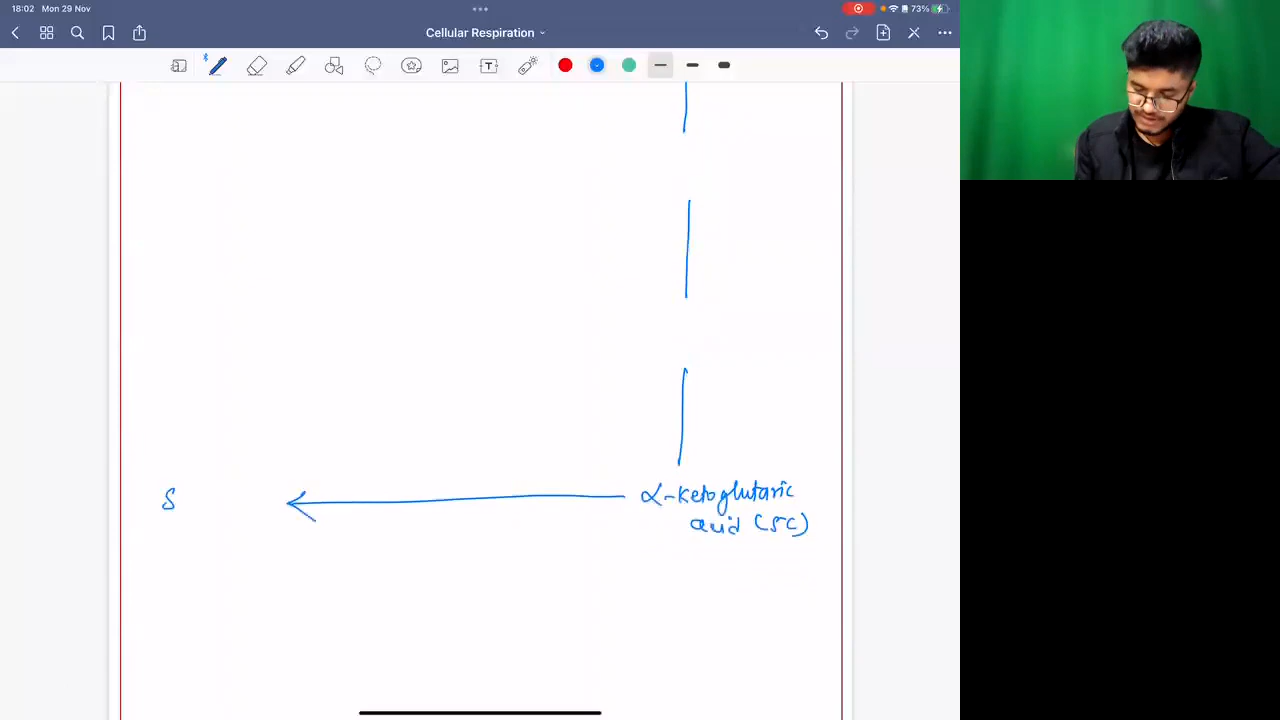 18:02 Mon 29 Nov
73%
Cellular Respiration
T
S
α-Ketoglutaric
acid (5C)